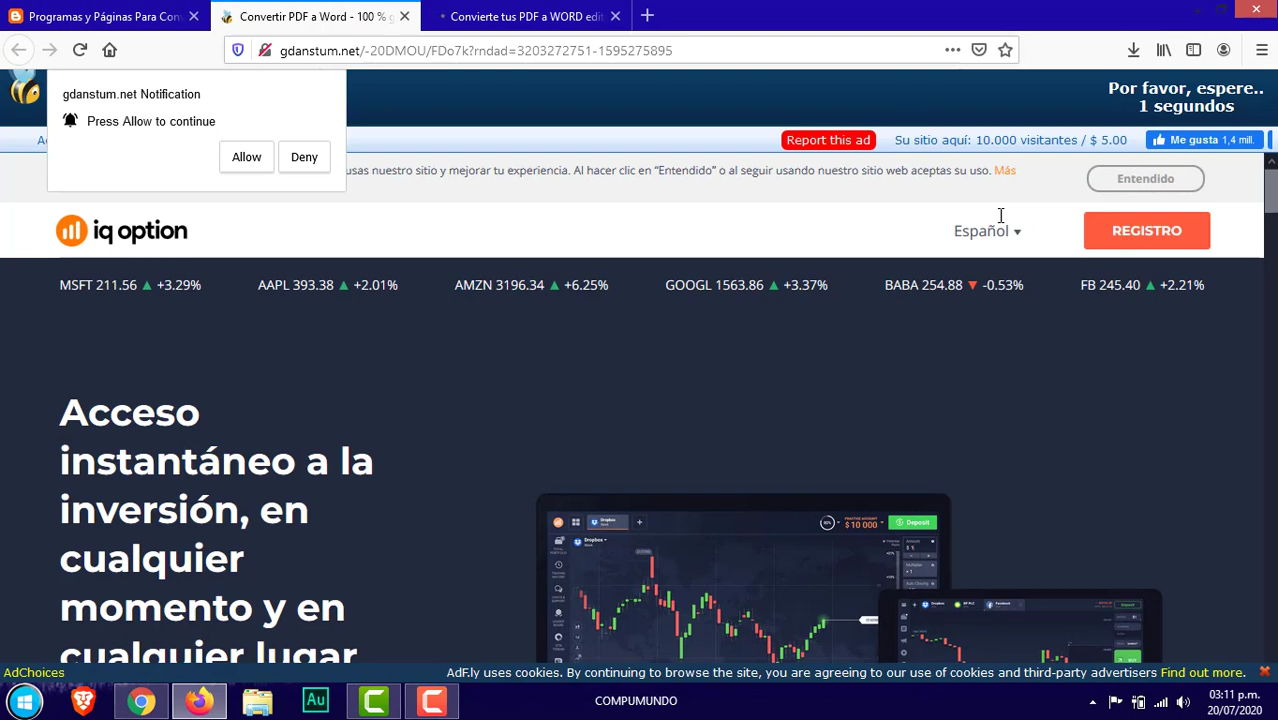 Programas y Páginas Para Con
Convertir PDF a Word - 100 % g
Convierte tus PDF a WORD edit
gdanstum.net/-20DMOU/FDo7k?rndad=3203272751-1595275895
gdanstum.net Notification
Press Allow to continue
Allow
Deny
Por favor, espere..
1 segundos
Report this ad
Su sitio aquí: 10.000 visitantes / $ 5.00
Me gusta 1,4 mill.
usas nuestro sitio y mejorar tu experiencia. Al hacer clic en “Entendido” o al seguir usando nuestro sitio web aceptas su uso. Más
Entendido
iq option
Español
REGISTRO
MSFT 211.56 ▲ +3.29%
AAPL 393.38 ▲ +2.01%
AMZN 3196.34 ▲ +6.25%
GOOGL 1563.86 ▲ +3.37%
BABA 254.88 ▼ -0.53%
FB 245.40 ▲ +2.21%
Acceso
instantáneo a la
inversión, en
cualquier
momento y en
cualquier lugar
Dropbox
PRACTICE ACCOUNT
$10 000
Deposit
Dropbox
AdChoices
AdF.ly uses cookies. By continuing to browse the site, you are agreeing to our use of cookies and third-party advertisers Find out more.
Au
COMPUMUNDO
03:11 p.m.
20/07/2020